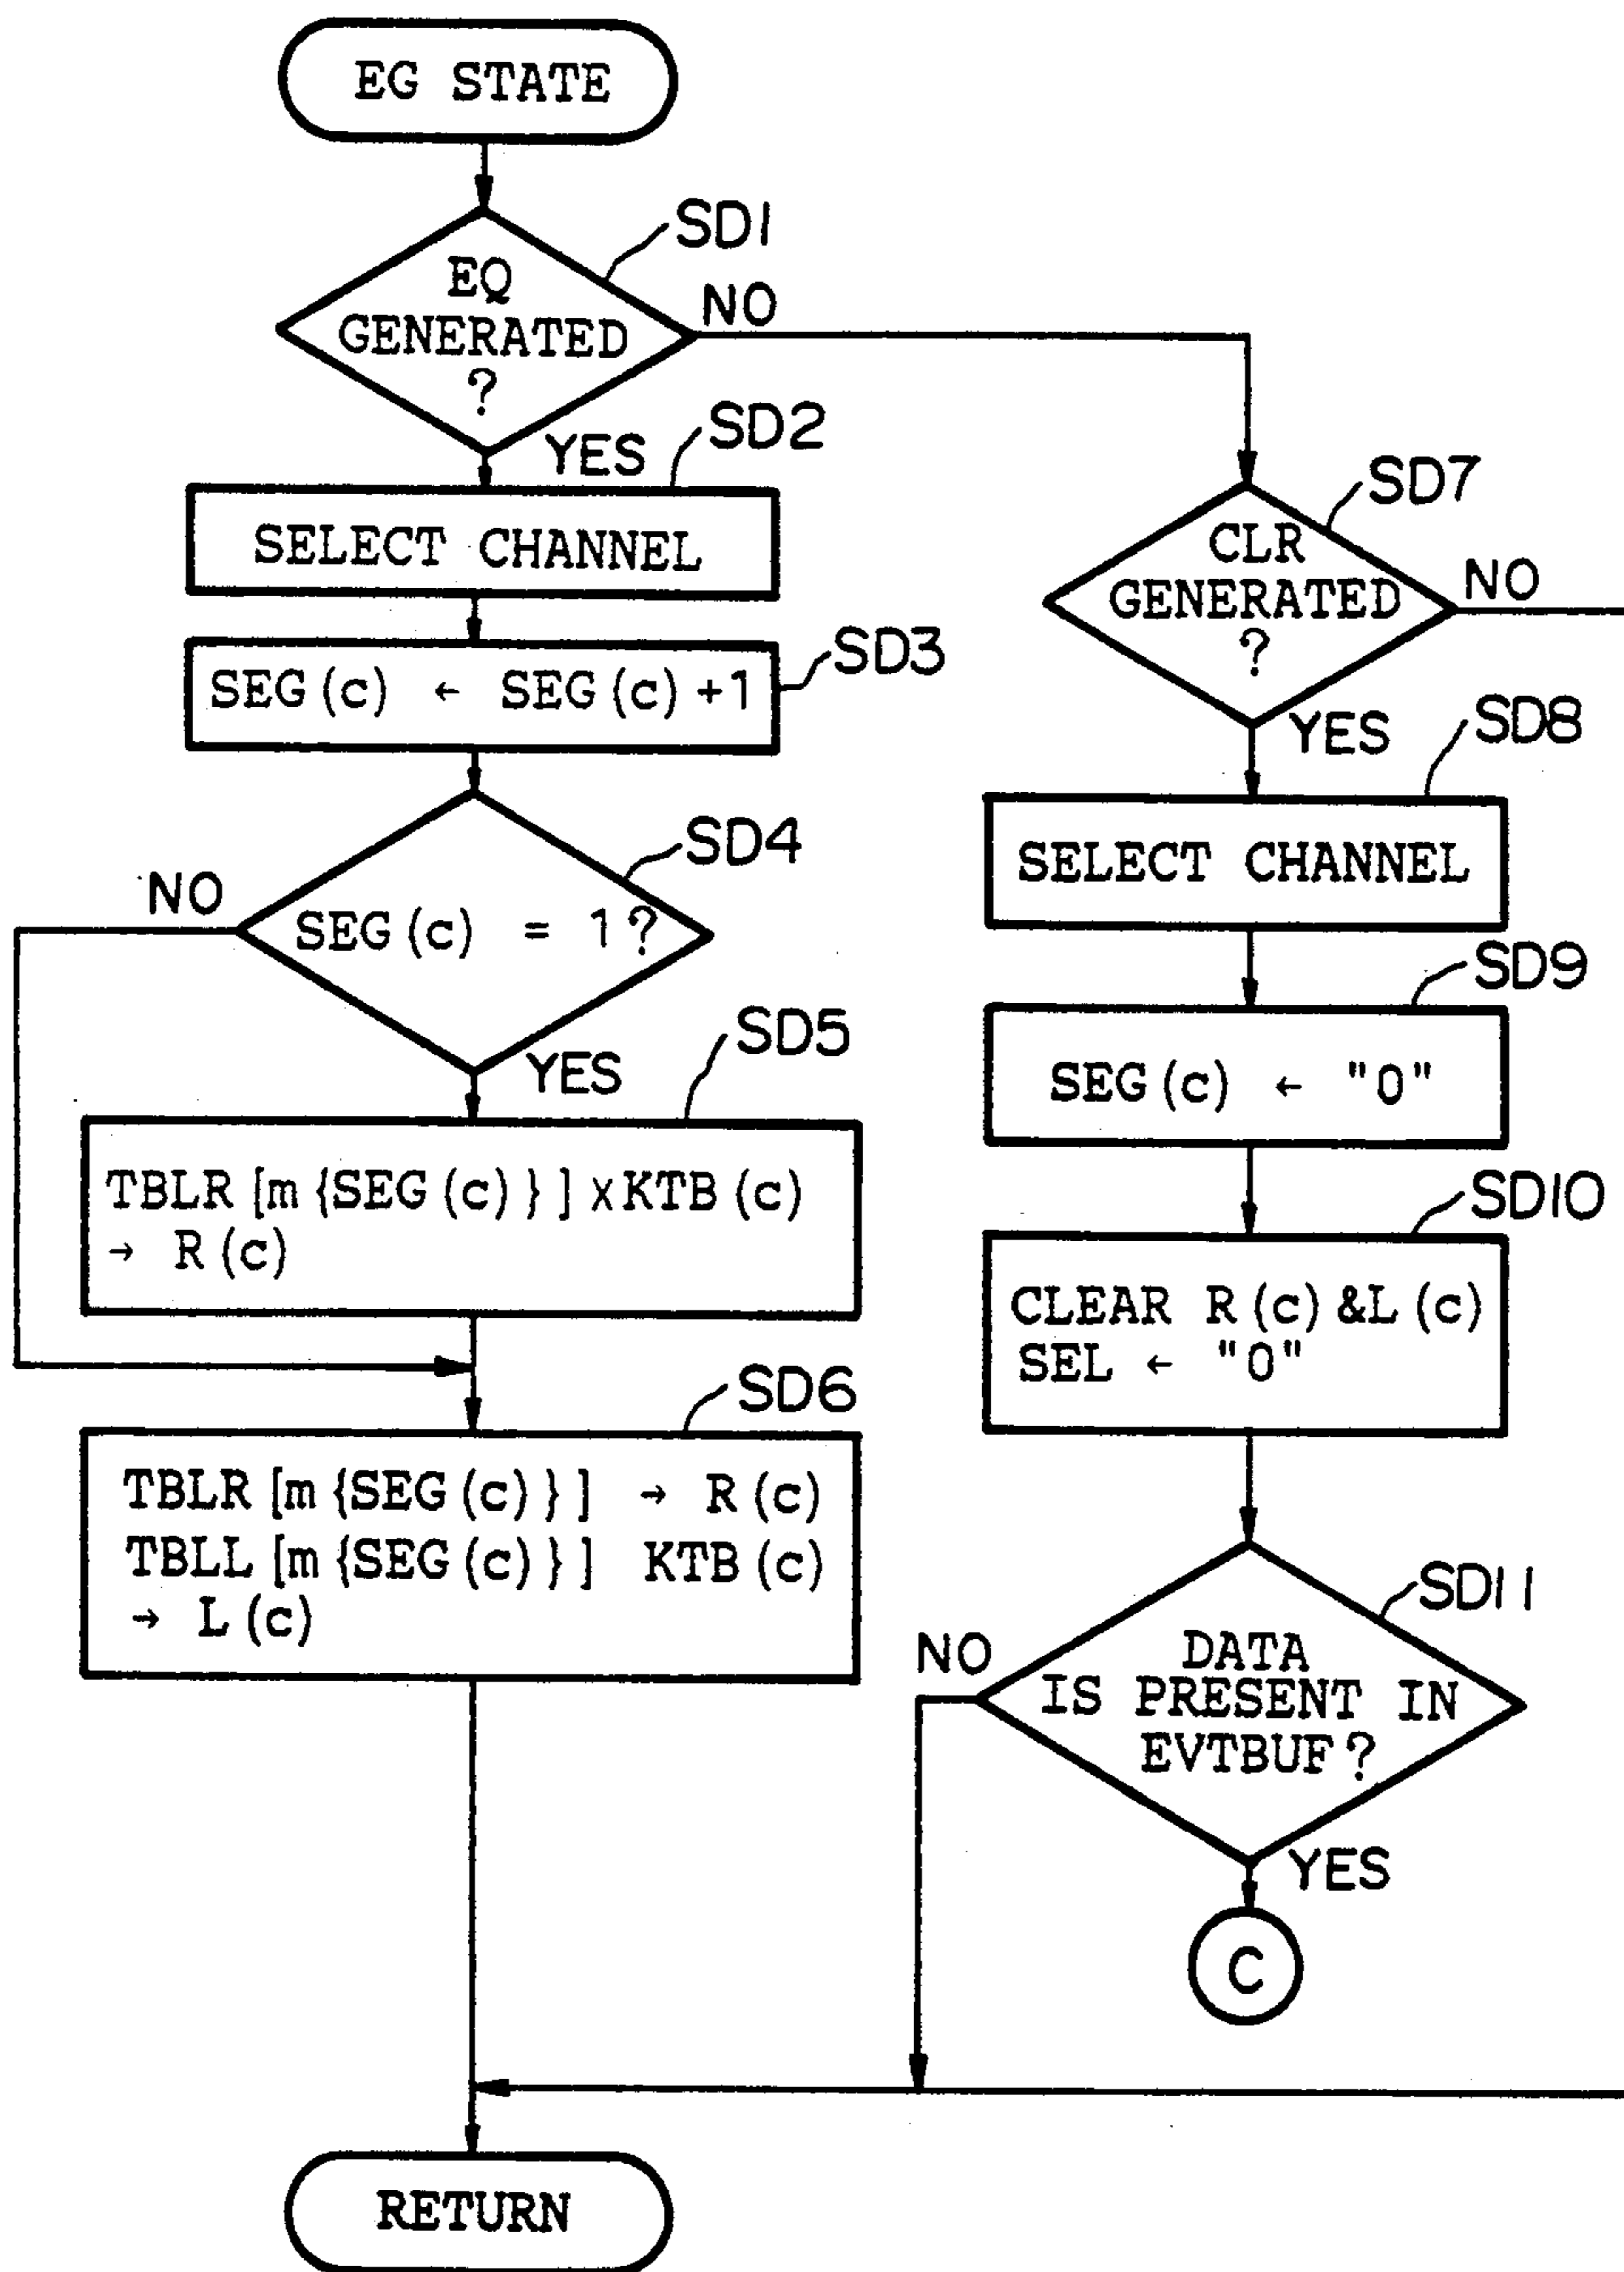 EG STATE
SD1
EQ
GENERATED
?
NO
YES
SD2
SELECT CHANNEL
SD3
SEG(c) ← SEG(c)+1
SD4
NO
SEG(c) = 1?
YES
SD5
TBLR[m{SEG(c)}]×KTB(c)
→ R(c)
SD6
TBLR[m{SEG(c)}] → R(c)
TBLL[m{SEG(c)}] KTB(c)
→ L(c)
SD7
CLR
GENERATED
?
NO
YES
SD8
SELECT CHANNEL
SD9
SEG(c) ← "0"
SD10
CLEAR R(c)&L(c)
SEL ← "0"
SD11
NO
DATA
IS PRESENT IN
EVTBUF?
YES
C
RETURN